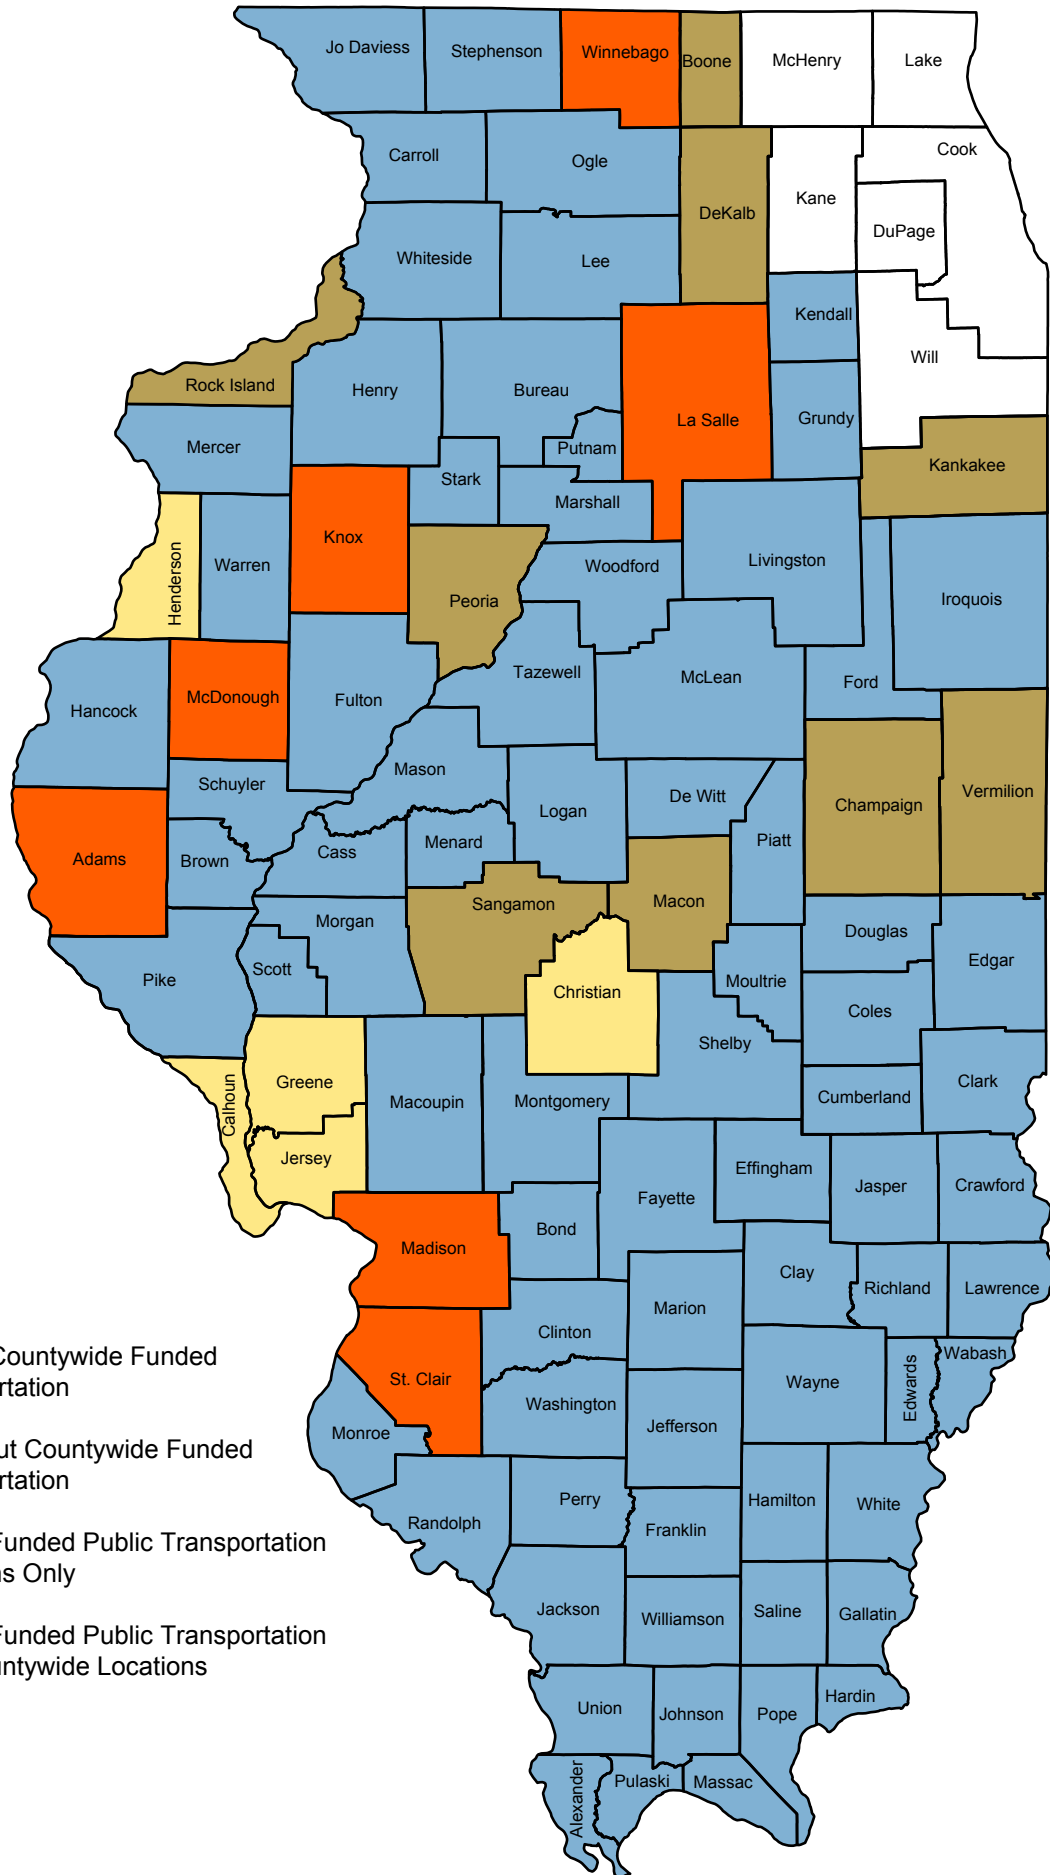 Jo Daviess
Stephenson
Winnebago
Boone
McHenry
Lake
Carroll
Ogle
DeKalb
Kane
Cook
DuPage
Whiteside
Lee
Kendall
Will
Rock Island
Henry
Bureau
La Salle
Grundy
Mercer
Putnam
Kankakee
Stark
Marshall
Henderson
Warren
Knox
Peoria
Woodford
Livingston
Iroquois
Hancock
McDonough
Fulton
Tazewell
McLean
Ford
Schuyler
Mason
Logan
De Witt
Champaign
Vermilion
Adams
Brown
Cass
Menard
Piatt
Pike
Scott
Morgan
Sangamon
Macon
Douglas
Edgar
Christian
Moultrie
Coles
Shelby
Calhoun
Greene
Macoupin
Montgomery
Cumberland
Clark
Jersey
Fayette
Effingham
Jasper
Crawford
Madison
Bond
Clay
Richland
Lawrence
Marion
Clinton
St. Clair
Washington
Wayne
Edwards
Wabash
Monroe
Jefferson
Randolph
Perry
Franklin
Hamilton
White
Jackson
Williamson
Saline
Gallatin
Union
Johnson
Pope
Hardin
Alexander
Pulaski
Massac
Countywide Funded
rtation
ut Countywide Funded
rtation
Funded Public Transportation
s Only
Funded Public Transportation
untywide Locations